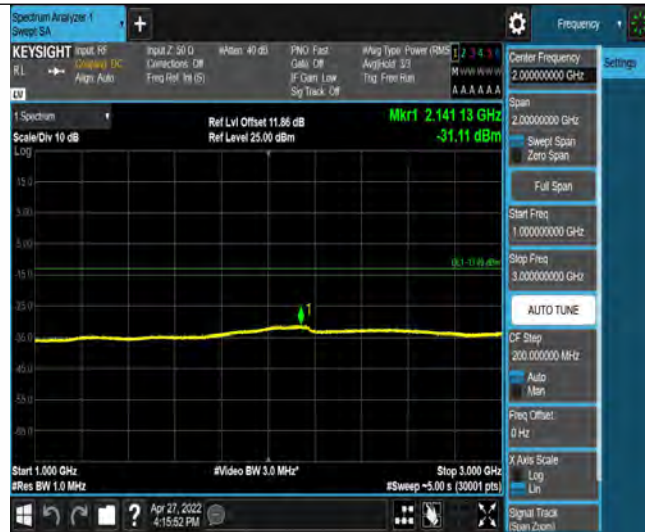 Spectrum Analyzer 1
Swept SA
+
Frequency
KEYSIGHT
Input: RF
Input Z: 50 Ω
#Atten: 40 dB
PNO: Fast
#Avg Type: Power (RMS
1 2 3 4 5 6
RL
Coupling: DC
Corrections: Off
Gate: Off
Avg|Hold: 3/3
M W W W W W
Align: Auto
Freq Ref: Int (S)
IF Gain: Low
Trig: Free Run
Sig Track: Off
A A A A A A
LV
Center Frequency
2.000000000 GHz
Settings
Span
2.00000000 GHz
Swept Span
Zero Span
Full Span
Start Freq
1.000000000 GHz
Stop Freq
3.000000000 GHz
AUTO TUNE
CF Step
200.000000 MHz
Auto
Man
Freq Offset
0 Hz
X Axis Scale
Log
Lin
Signal Track
(Span Zoom)
1 Spectrum
Ref Lvl Offset 11.86 dB
Mkr1 2.141 13 GHz
Scale/Div 10 dB
Ref Level 25.00 dBm
-31.11 dBm
Log
15.0
5.00
-5.00
-15.0
-25.0
1
-35.0
-45.0
-55.0
-65.0
Start 1.000 GHz
#Video BW 3.0 MHz*
Stop 3.000 GHz
#Res BW 1.0 MHz
#Sweep ~5.00 s (30001 pts)
?
Apr 27, 2022
4:15:52 PM